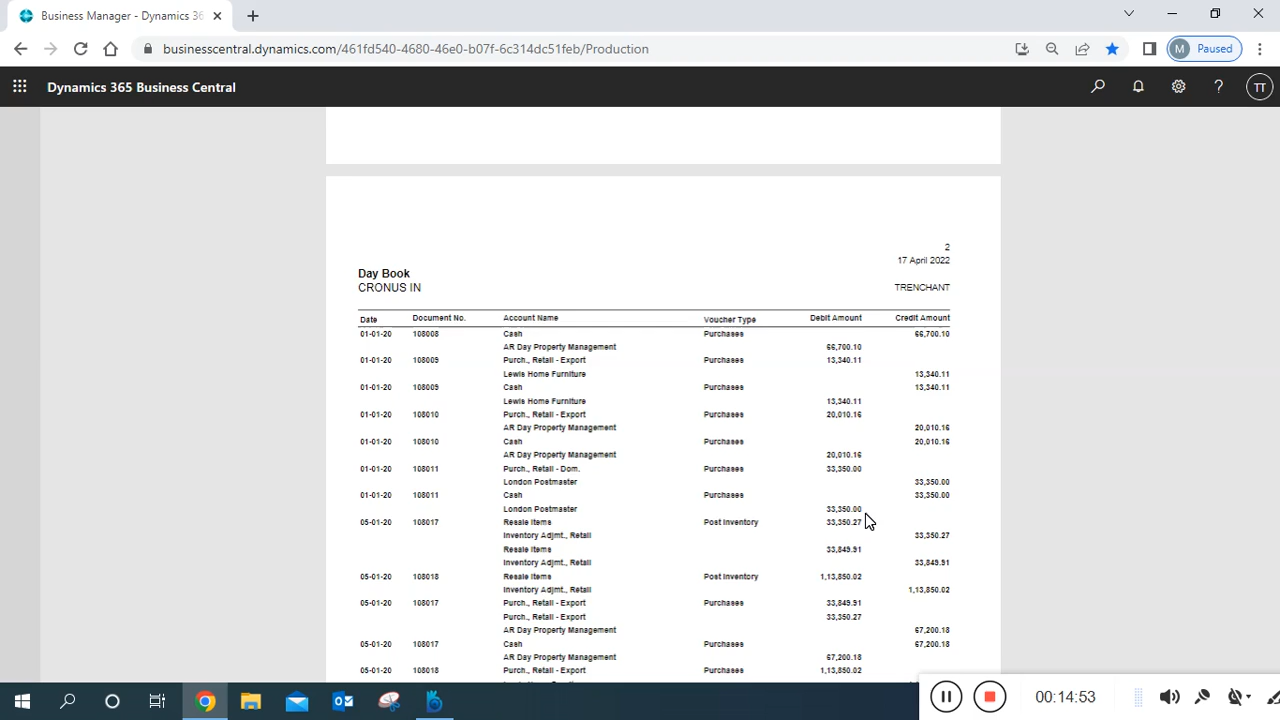 Business Manager - Dynamics 36
businesscentral.dynamics.com/461fd540-4680-46e0-b07f-6c314dc51feb/Production
M Paused
Dynamics 365 Business Central
TT
2
17 April 2022
Day Book
CRONUS IN TRENCHANT
Date Document No. Account Name Voucher Type Debit Amount Credit Amount
01-01-20 108008 Cash Purchases 66,700.10
AR Day Property Management 66,700.10
01-01-20 108009 Purch., Retail - Export Purchases 13,340.11
Lewis Home Furniture 13,340.11
01-01-20 108009 Cash Purchases 13,340.11
Lewis Home Furniture 13,340.11
01-01-20 108010 Purch., Retail - Export Purchases 20,010.16
AR Day Property Management 20,010.16
01-01-20 108010 Cash Purchases 20,010.16
AR Day Property Management 20,010.16
01-01-20 108011 Purch., Retail - Dom. Purchases 33,350.00
London Postmaster 33,350.00
01-01-20 108011 Cash Purchases 33,350.00
London Postmaster 33,350.00
05-01-20 108017 Resale Items Post Inventory 33,350.27
Inventory Adjmt., Retail 33,350.27
Resale Items 33,849.91
Inventory Adjmt., Retail 33,849.91
05-01-20 108018 Resale Items Post Inventory 1,13,850.02
Inventory Adjmt., Retail 1,13,850.02
05-01-20 108017 Purch., Retail - Export Purchases 33,849.91
Purch., Retail - Export 33,350.27
AR Day Property Management 67,200.18
05-01-20 108017 Cash Purchases 67,200.18
AR Day Property Management 67,200.18
05-01-20 108018 Purch., Retail - Export Purchases 1,13,850.02
00:14:53